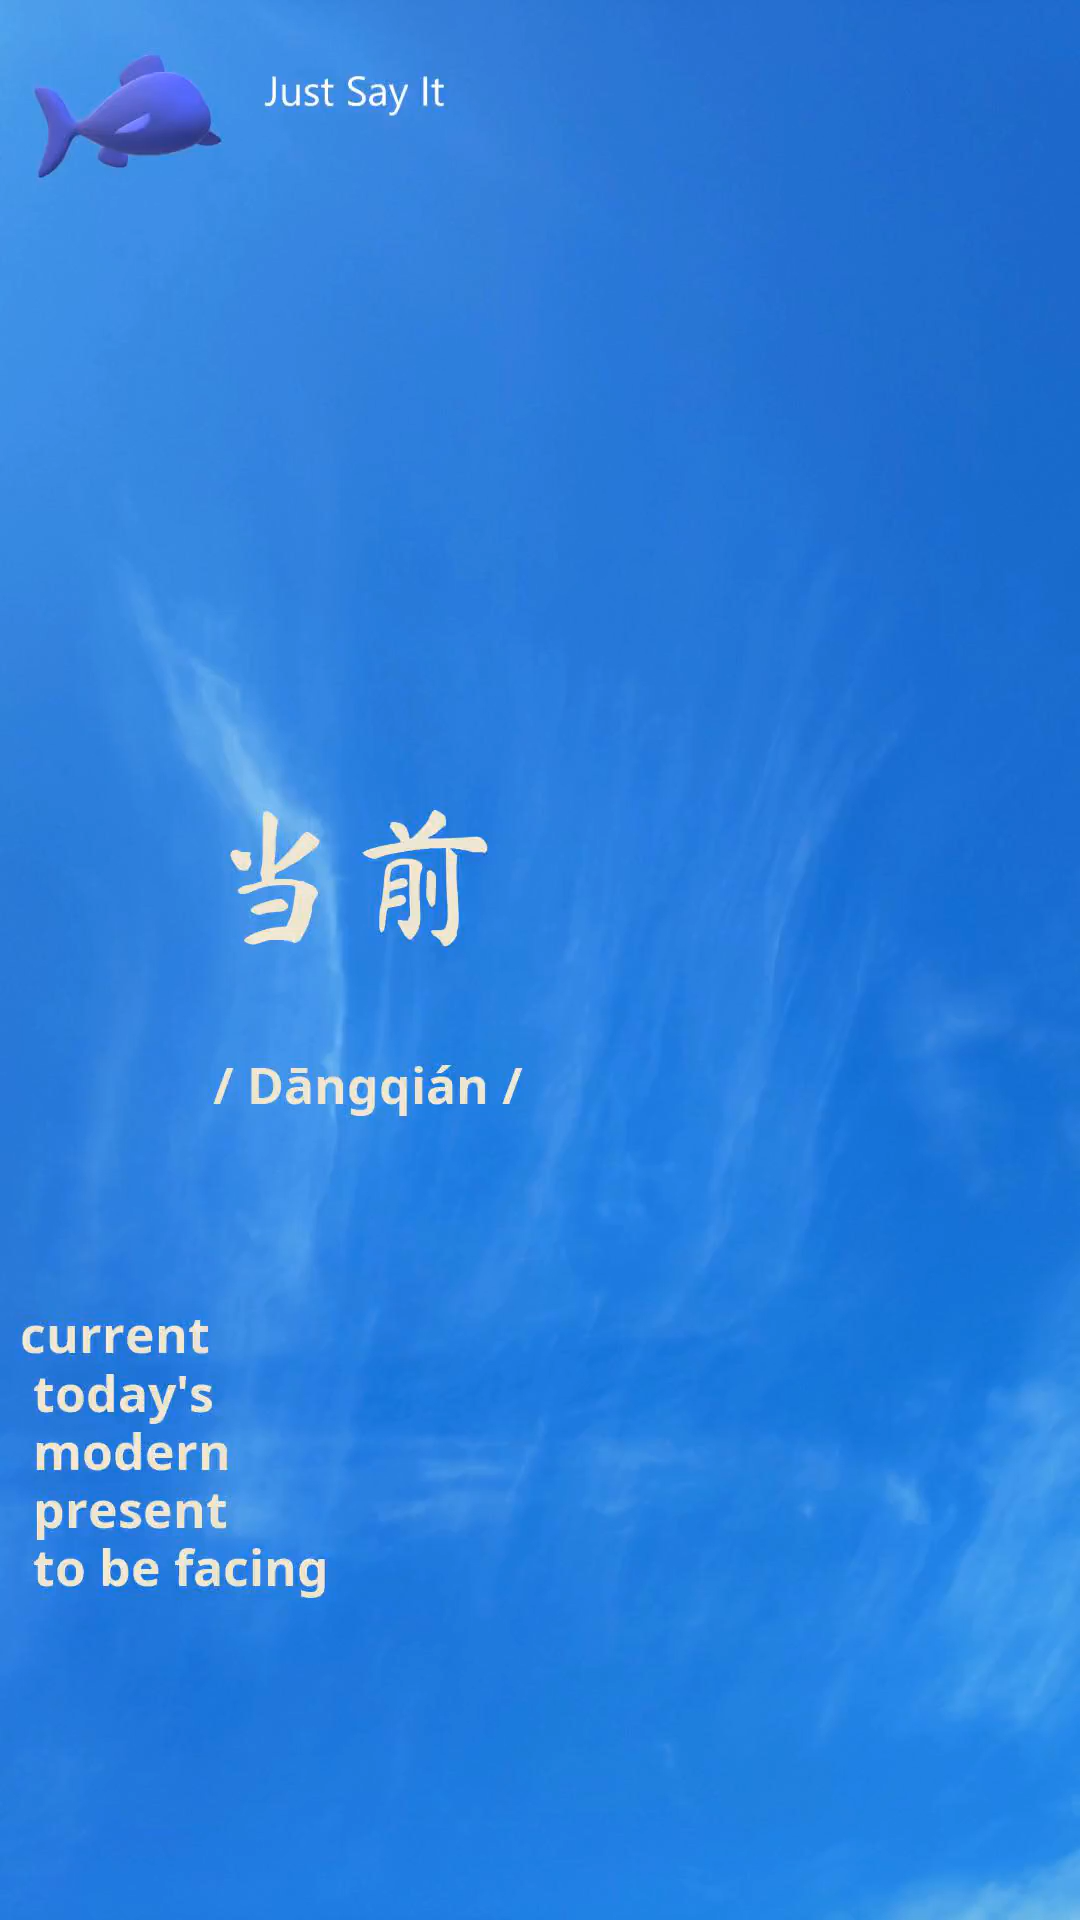 Just Say It
当前
/ Dāngqián /
current
today's
modern
present
to be facing